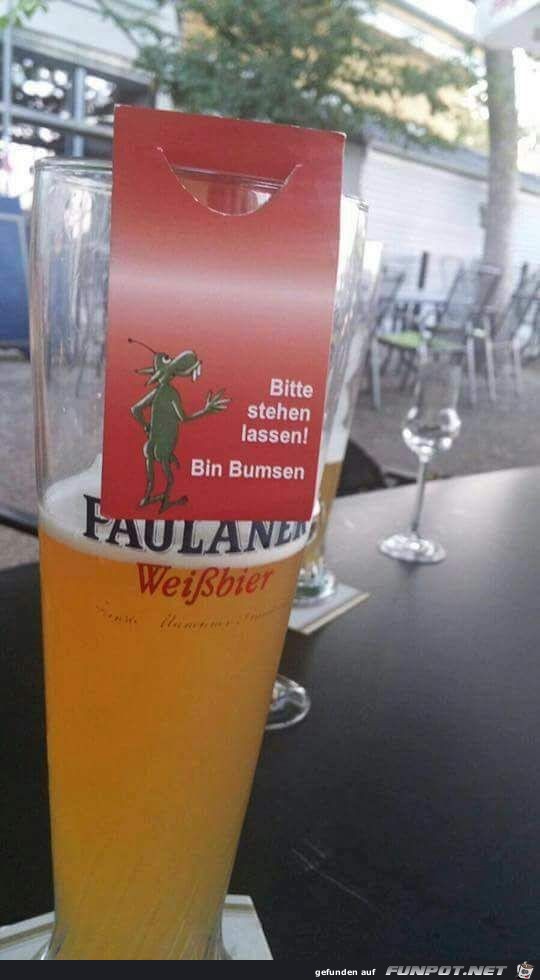 Bitte
stehen
lassen!
Bin Bumsen
PAULANER
Weißbier
gefunden auf FUNPOT.NET